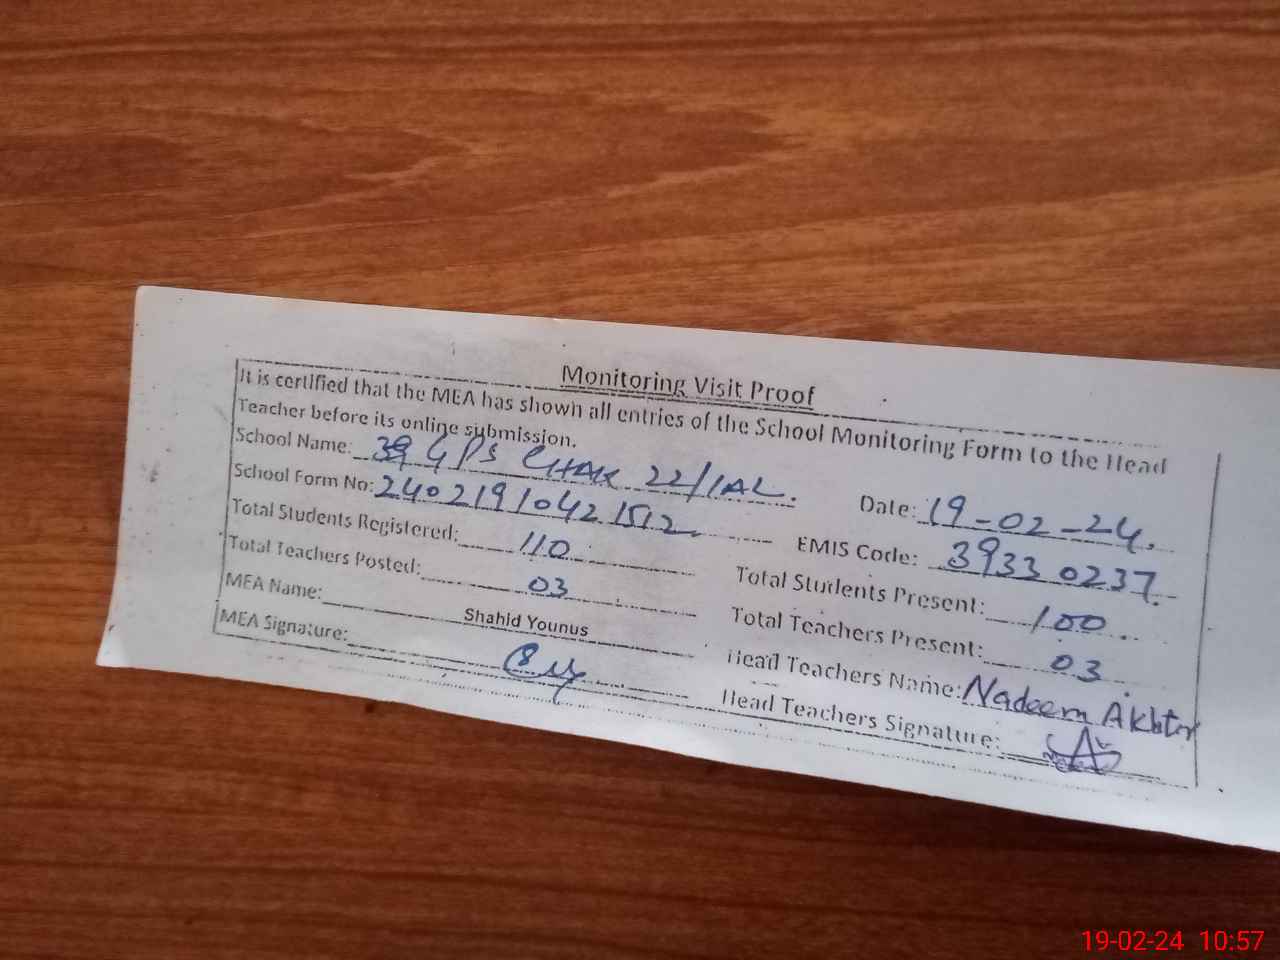 Monitoring Visit Proof
It is certified that the MEA has shown all entries of the School Monitoring Form to the Head
Teacher before its online submission.
School Name: GPS CHAK 22/1AL. Date: 19-02-24.
School Form No: 24021910421512 EMIS Code: 39330237.
Total Students Registered: 110 Total Students Present: 100.
Total Teachers Posted: 03 Total Teachers Present: 03
MEA Name: Shahid Younus Head Teachers Name: Nadeem Akhtar
MEA Signature: Head Teachers Signature:
19-02-24 10:57